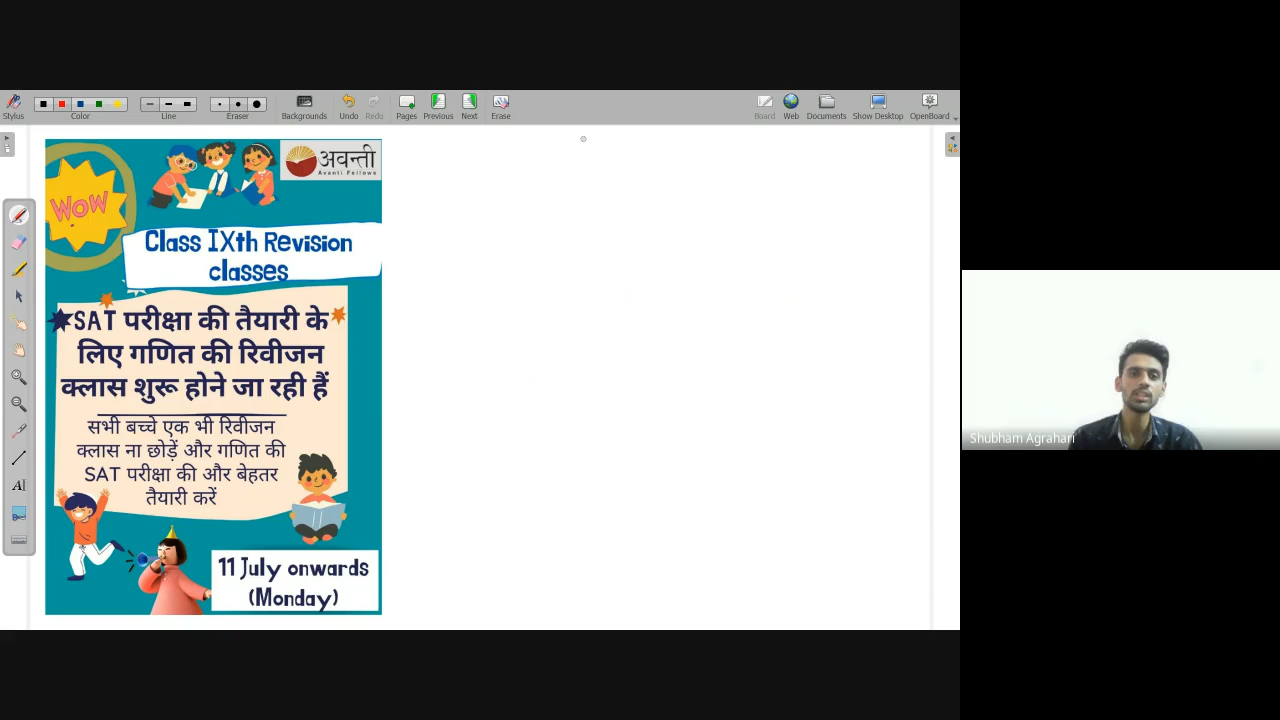 Stylus
Color
Line
Eraser
Backgrounds
Undo
Redo
Pages
Previous
Next
Erase
Board
Web
Documents
Show Desktop
OpenBoard
WOW
अवन्ती
Avanti Fellows
Class IXth Revision
classes
SAT परीक्षा की तैयारी के
लिए गणित की रिवीजन
क्लास शुरू होने जा रही हैं
सभी बच्चे एक भी रिवीजन
क्लास ना छोड़ें और गणित की
SAT परीक्षा की और बेहतर
तैयारी करें
11 July onwards
(Monday)
Shubham Agrahari